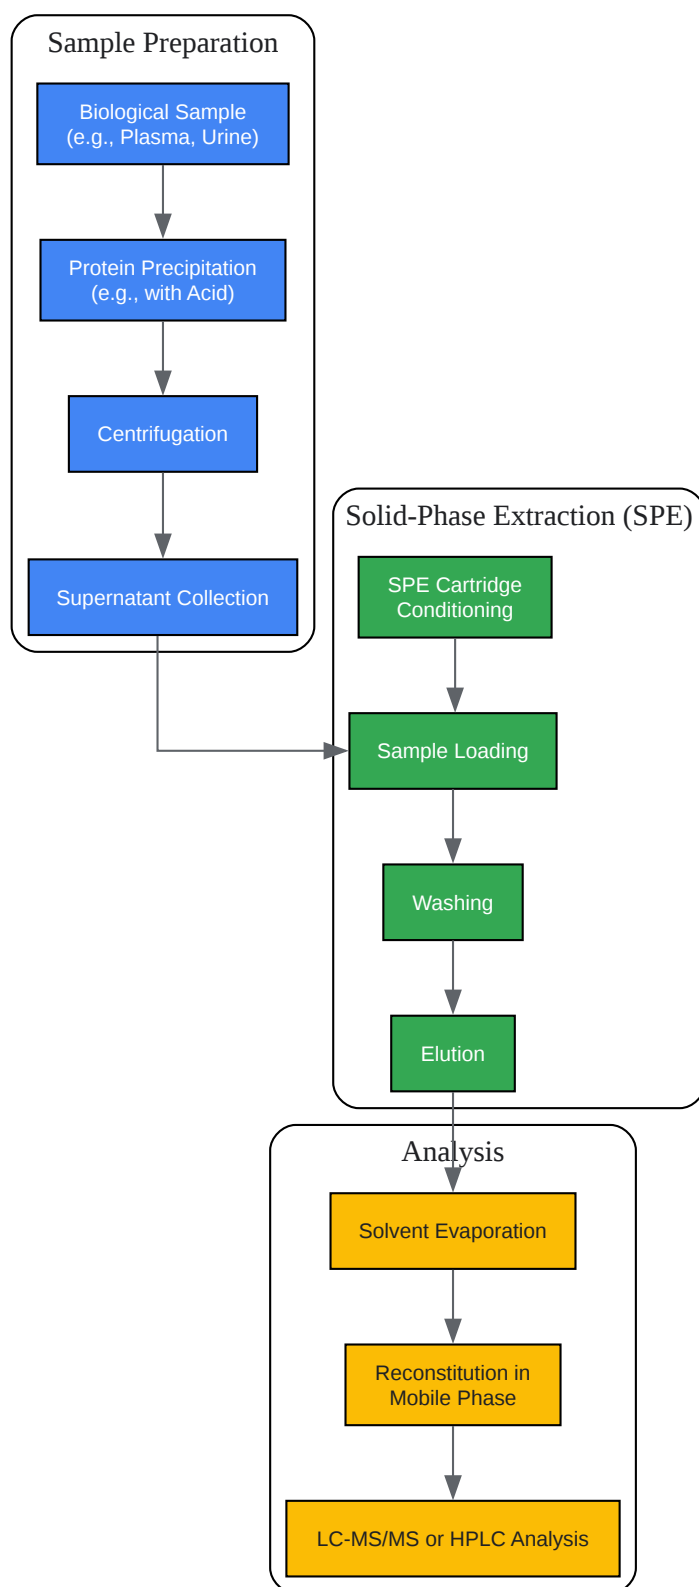 Sample Preparation
Biological Sample
(e.g., Plasma, Urine)
Protein Precipitation
(e.g., with Acid)
Centrifugation
Supernatant Collection
Solid-Phase Extraction (SPE)
SPE Cartridge
Conditioning
Sample Loading
Washing
Elution
Analysis
Solvent Evaporation
Reconstitution in
Mobile Phase
LC-MS/MS or HPLC Analysis